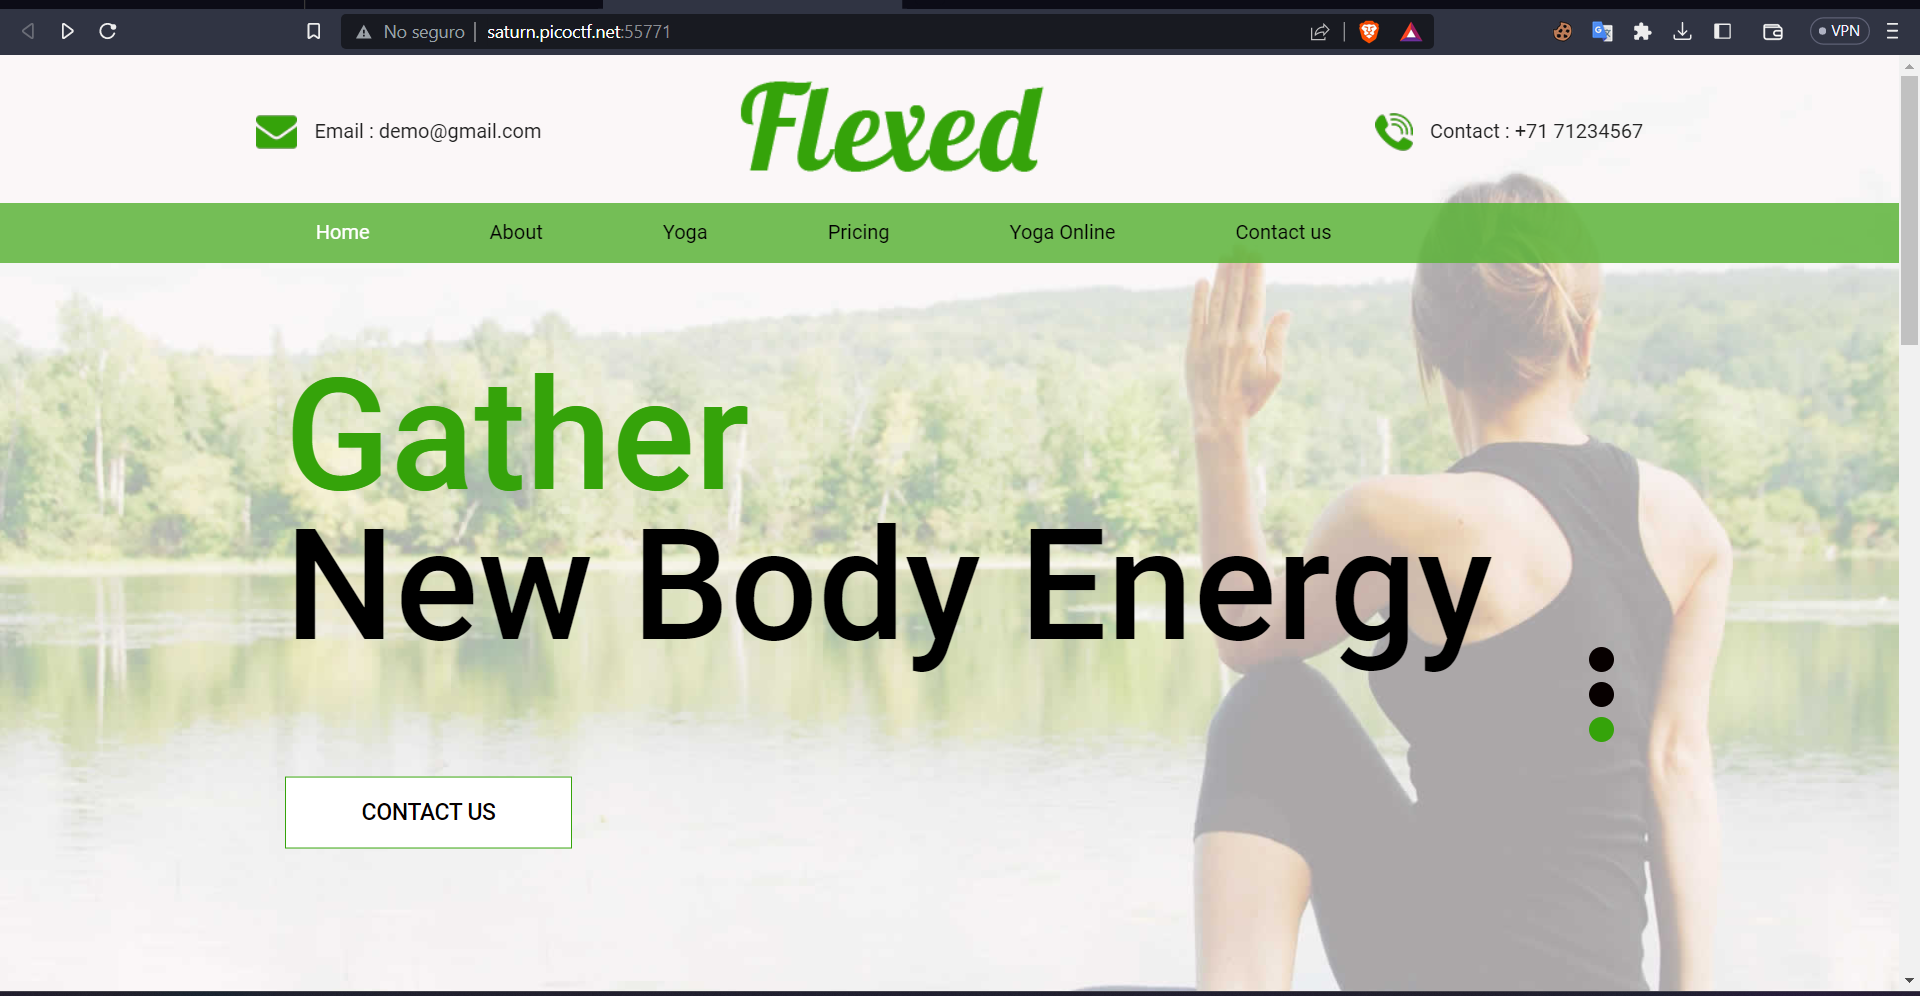 No seguro saturn.picoctf.net:55771
VPN
Email : demo@gmail.com
Flexed
Contact : +71 71234567
Home About Yoga Pricing Yoga Online Contact us
Gather
New Body Energy
CONTACT US